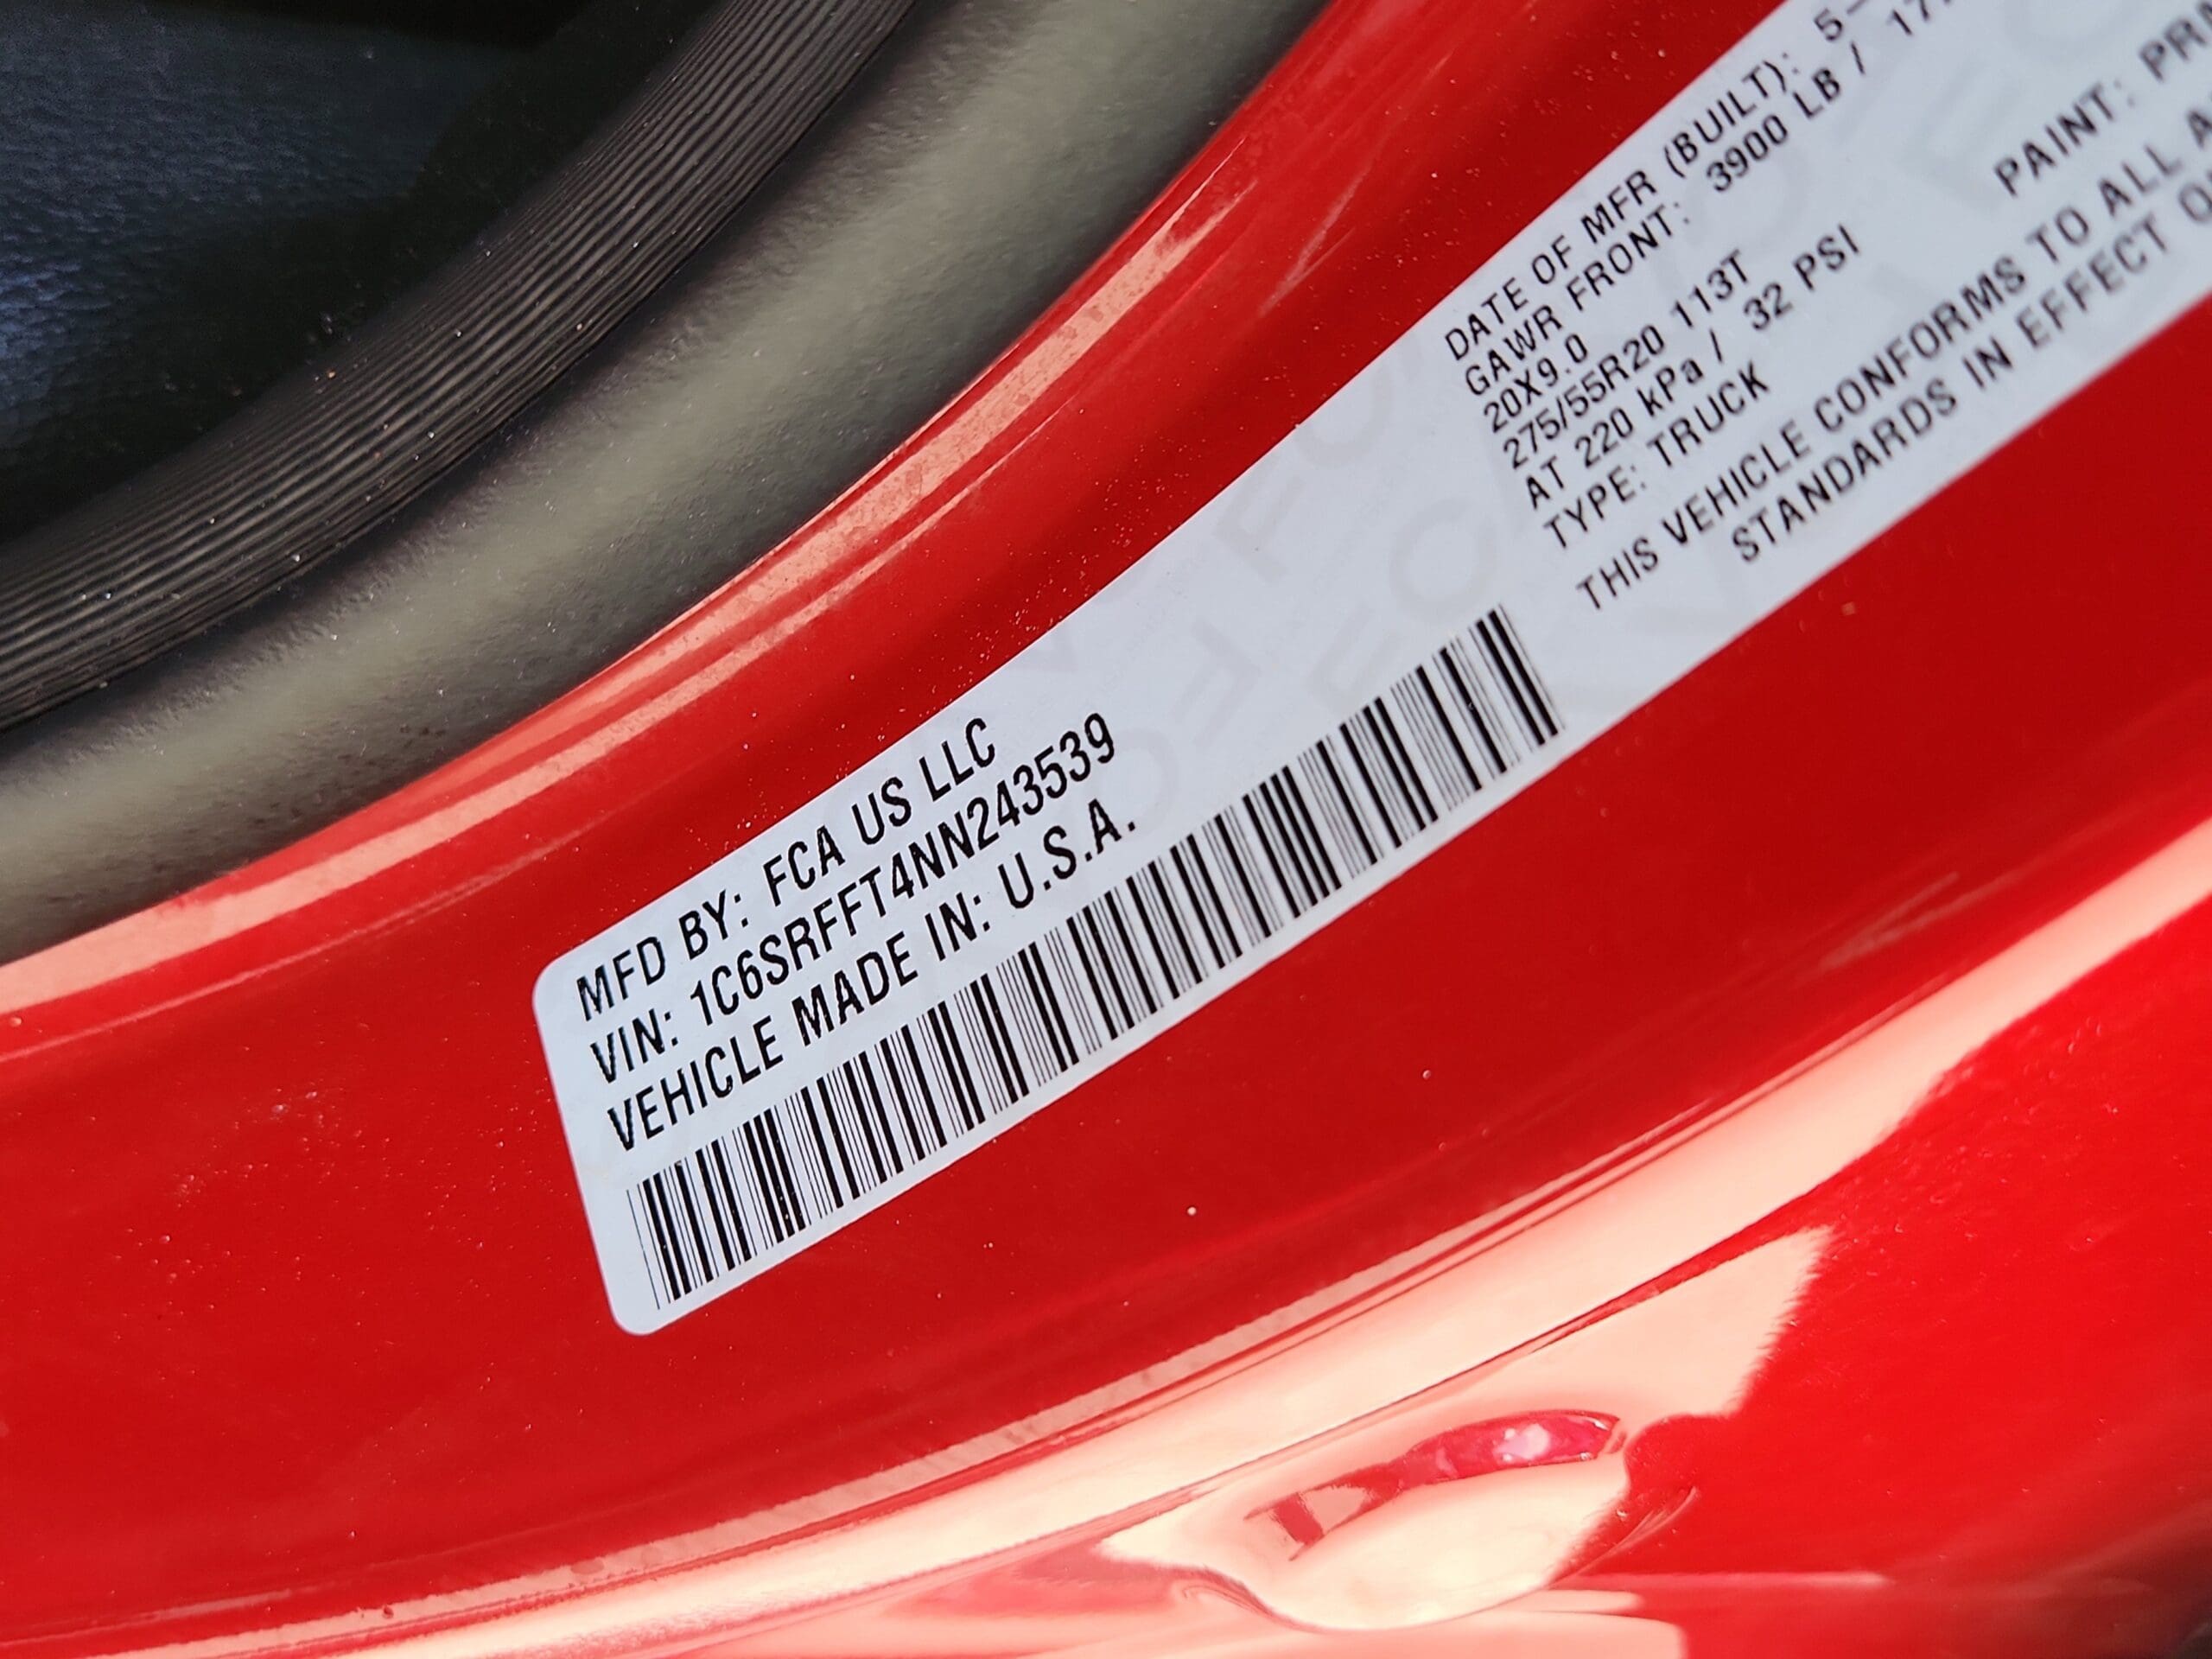 MFD BY: FCA US LLC
VIN: 1C6SRFFT4NN243539
VEHICLE MADE IN: U.S.A.
DATE OF MFR (BUILT): 5-
GAWR FRONT: 3900 LB / 17
20X9.0
275/55R20 113T
AT 220 kPa / 32 PSI
TYPE: TRUCK
PAINT:
THIS VEHICLE CONFORMS TO ALL
STANDARDS IN EFFECT